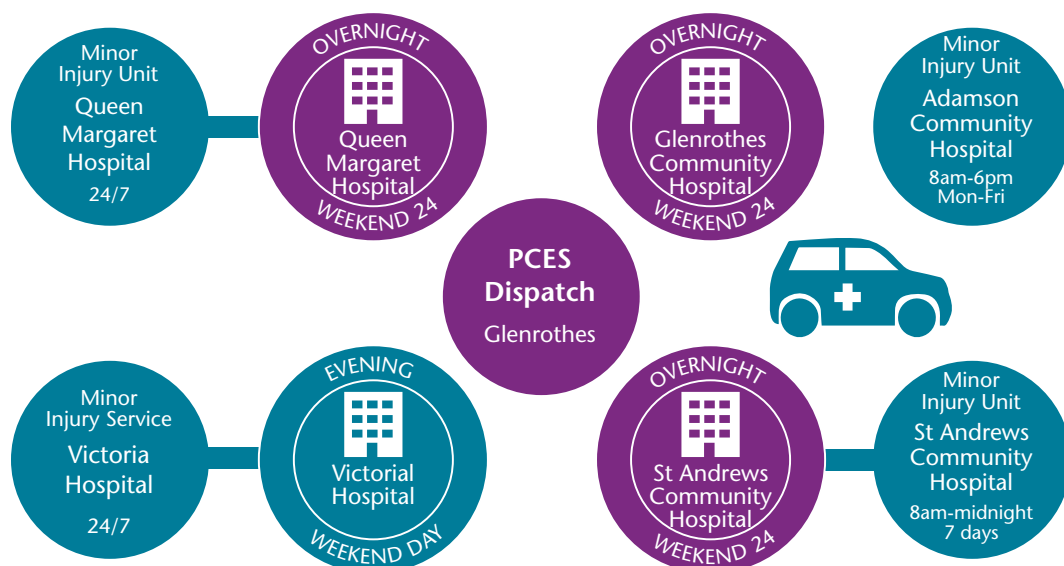 Minor
Injury Unit
Queen
Margaret
Hospital
24/7
OVERNIGHT
Queen
Margaret
Hospital
WEEKEND 24
OVERNIGHT
Glenrothes
Community
Hospital
WEEKEND 24
Minor
Injury Unit
Adamson
Community
Hospital
8am-6pm
Mon-Fri
PCES
Dispatch
Glenrothes
Minor
Injury Service
Victoria
Hospital
24/7
EVENING
Victorial
Hospital
WEEKEND DAY
OVERNIGHT
St Andrews
Community
Hospital
WEEKEND 24
Minor
Injury Unit
St Andrews
Community
Hospital
8am-midnight
7 days